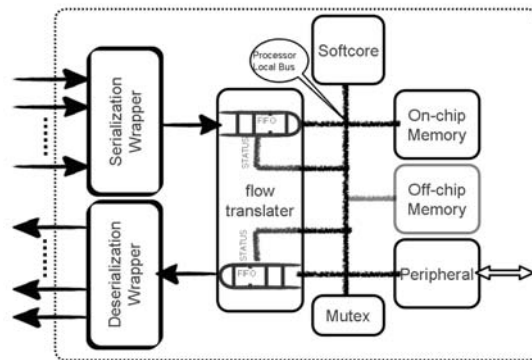 Serialization
Wrapper
FIFO
STATUS
flow
translater
STATUS
FIFO
Deserialization
Wrapper
Processor
Local Bus
Softcore
On-chip
Memory
Off-chip
Memory
Peripheral
Mutex